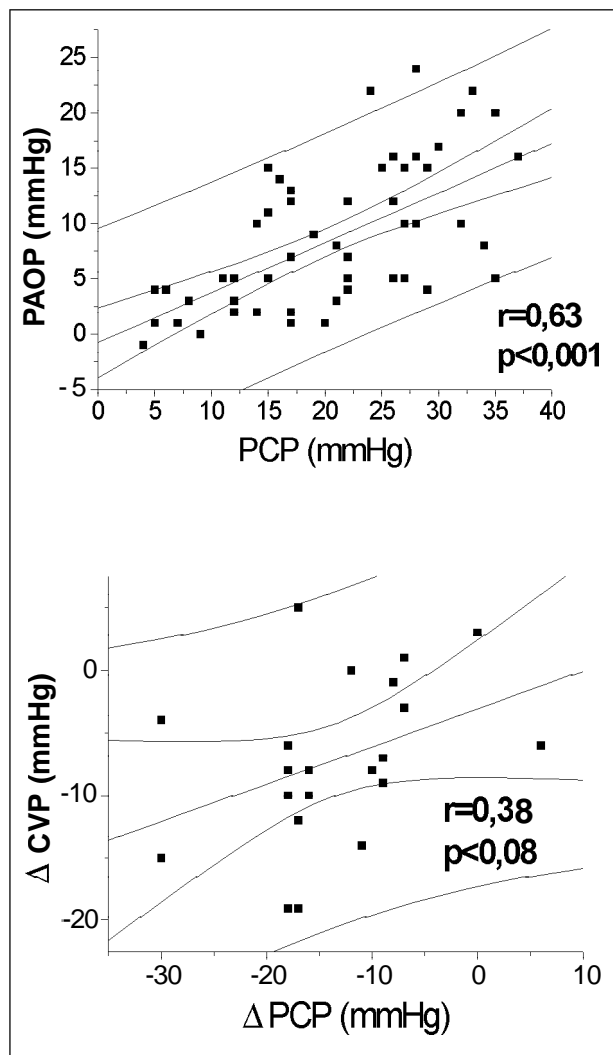 25
20
15
10
5
0
-5
PAOP (mmHg)
r=0,63
p<0,001
0 5 10 15 20 25 30 35 40
PCP (mmHg)
0
-10
-20
Δ CVP (mmHg)
r=0,38
p<0,08
-30 -20 -10 0 10
Δ PCP (mmHg)